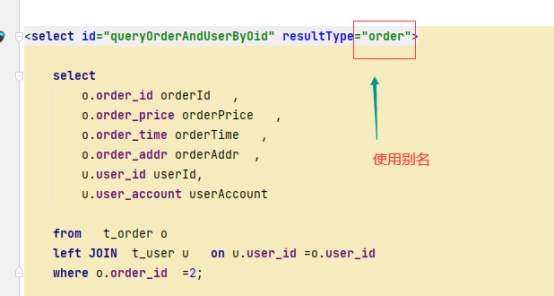 <select id="queryOrderAndUserByOid" resultType="order">
select
o.order_id orderId ,
o.order_price orderPrice ,
o.order_time orderTime ,
o.order_addr orderAddr ,
u.user_id userId,
u.user_account userAccount
使用别名
from t_order o
left JOIN t_user u on u.user_id =o.user_id
where o.order_id =2;